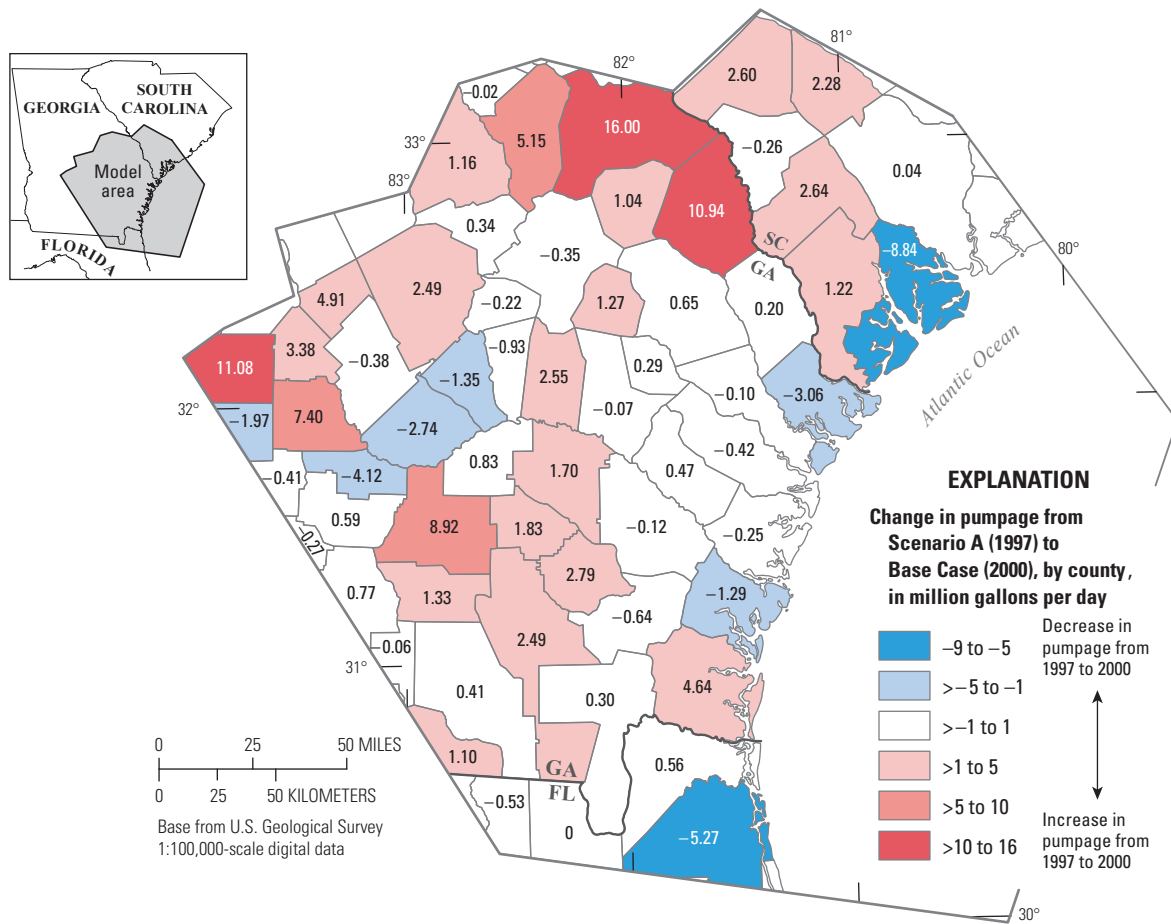 GEORGIA
SOUTH
CAROLINA
Model
area
FLORIDA
81°
82°
2.60
2.28
−0.02
33°
5.15
16.00
1.16
−0.26
0.04
83°
1.04
10.94
2.64
0.34
SC
GA
−0.35
−8.84
80°
4.91
2.49
−0.22
1.27
0.65
0.20
1.22
Atlantic Ocean
11.08
3.38
−0.38
−0.93
0.29
−1.35
2.55
−0.10
−3.06
32°
−1.97
7.40
−0.07
−2.74
−0.42
−0.41
−4.12
0.83
1.70
0.47
0.59
8.92
1.83
−0.12
−0.25
−0.27
2.79
0.77
1.33
−1.29
−0.64
−0.06
2.49
31°
0.41
0.30
4.64
1.10
GA
FL
0.56
−0.53
0
−5.27
30°
EXPLANATION
Change in pumpage from
Scenario A (1997) to
Base Case (2000), by county,
in million gallons per day
−9 to −5
>−5 to −1
>−1 to 1
>1 to 5
>5 to 10
>10 to 16
Decrease in
pumpage from
1997 to 2000
Increase in
pumpage from
1997 to 2000
0 25 50 MILES
0 25 50 KILOMETERS
Base from U.S. Geological Survey
1:100,000-scale digital data